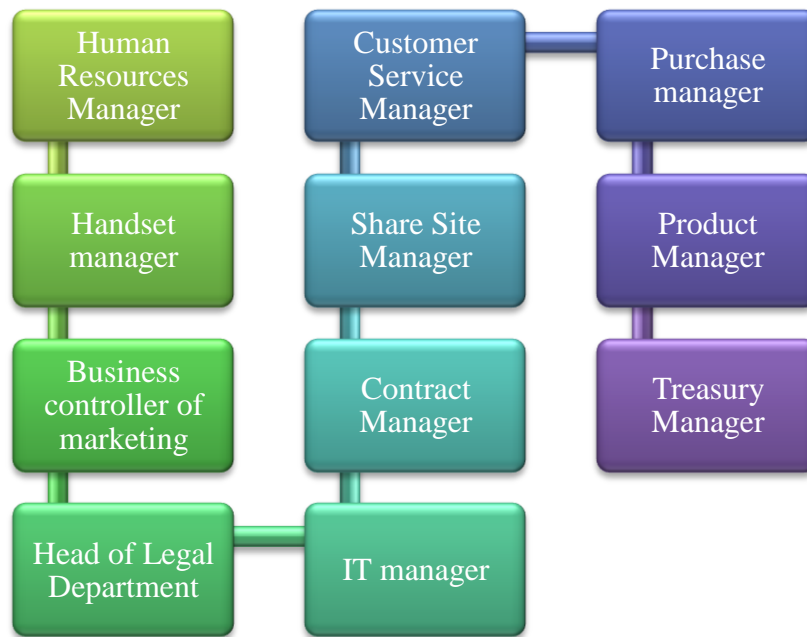 Human
Resources
Manager
Handset
manager
Business
controller of
marketing
Head of Legal
Department
IT manager
Contract
Manager
Share Site
Manager
Customer
Service
Manager
Purchase
manager
Product
Manager
Treasury
Manager